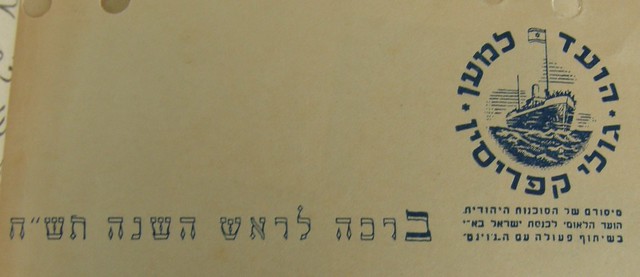 הועד למען
גולי קפריסין
מיסודם של הסוכנות היהודית,
הועד הלאומי לכנסת ישראל בא״י
בשיתוף פעולה עם הג׳וינט
ברכה לראש השנה תש״ח